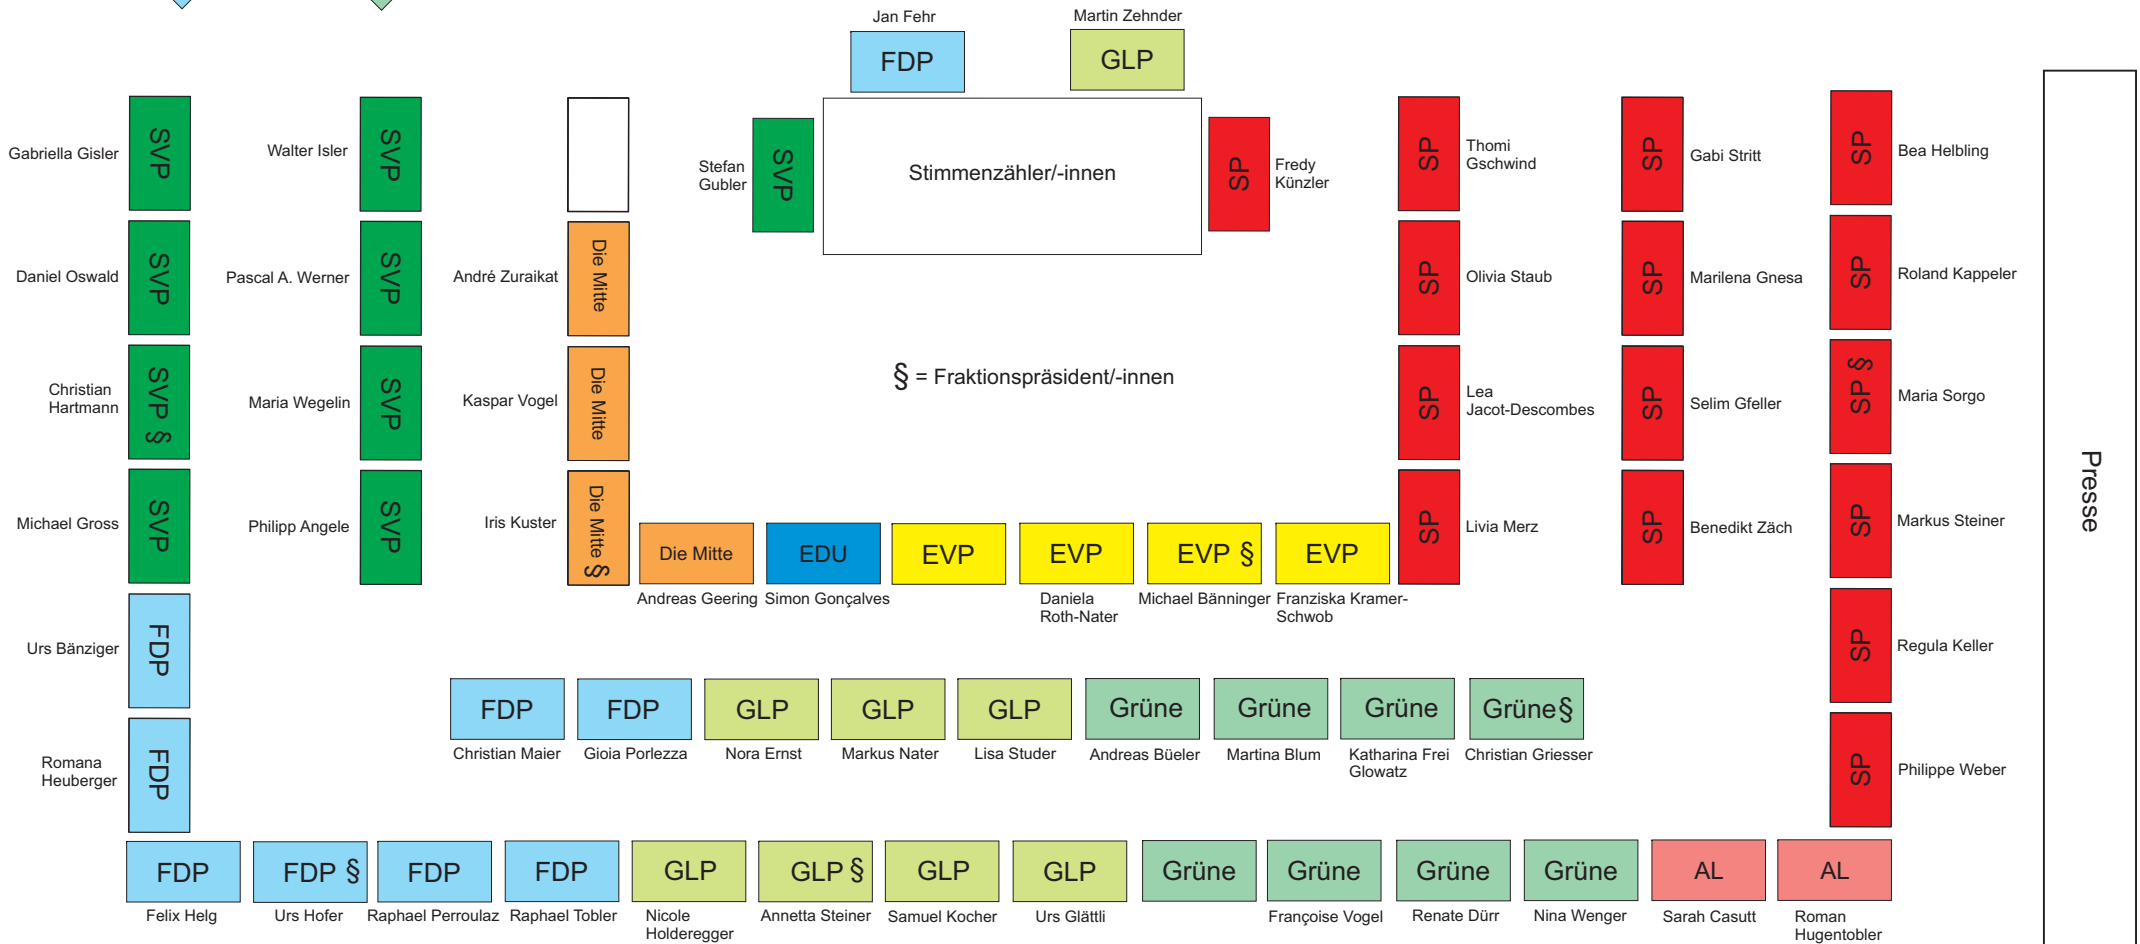 Jan Fehr
Martin Zehnder
FDP
GLP
Gabriella Gisler
SVP
Walter Isler
SVP
Stefan
Gubler
SVP
Stimmenzähler/-innen
SP
Fredy
Künzler
SP
Thomi
Gschwind
SP
Gabi Stritt
SP
Bea Helbling
Daniel Oswald
SVP
Pascal A. Werner
SVP
André Zuraikat
Die Mitte
SP
Olivia Staub
SP
Marilena Gnesa
SP
Roland Kappeler
§ = Fraktionspräsident/-innen
Christian
Hartmann
SVP §
Maria Wegelin
SVP
Kaspar Vogel
Die Mitte
SP
Lea
Jacot-Descombes
SP
Selim Gfeller
SP §
Maria Sorgo
Presse
Michael Gross
SVP
Philipp Angele
SVP
Iris Kuster
Die Mitte §
SP
Livia Merz
SP
Benedikt Zäch
SP
Markus Steiner
Die Mitte
EDU
EVP
EVP
EVP §
EVP
Andreas Geering
Simon Gonçalves
Daniela
Roth-Nater
Michael Bänninger
Franziska Kramer-
Schwob
Urs Bänziger
FDP
SP
Regula Keller
FDP
FDP
GLP
GLP
GLP
Grüne
Grüne
Grüne
Grüne§
Christian Maier
Gioia Porlezza
Nora Ernst
Markus Nater
Lisa Studer
Andreas Büeler
Martina Blum
Katharina Frei
Glowatz
Christian Griesser
Romana
Heuberger
FDP
SP
Philippe Weber
FDP
FDP §
FDP
FDP
GLP
GLP §
GLP
GLP
Grüne
Grüne
Grüne
Grüne
AL
AL
Felix Helg
Urs Hofer
Raphael Perroulaz
Raphael Tobler
Nicole
Holderegger
Annetta Steiner
Samuel Kocher
Urs Glättli
Françoise Vogel
Renate Dürr
Nina Wenger
Sarah Casutt
Roman
Hugentobler